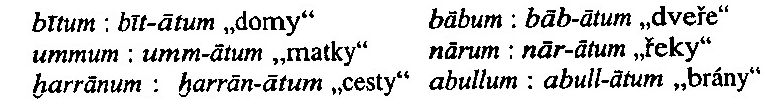 bītum : bīt-ātum „domy“ bābum : bāb-ātum „dveře“
ummum : umm-ātum „matky“ nārum : nār-ātum „řeky“
ḫarrānum : ḫarrān-ātum „cesty“ abullum : abull-ātum „brány“